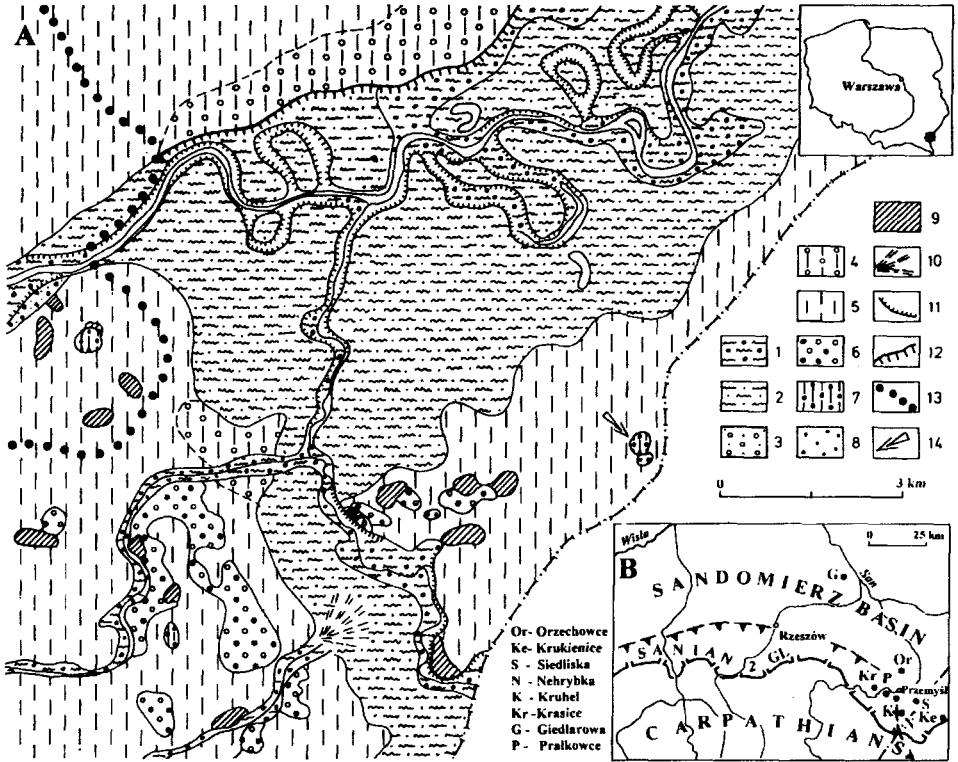 A
Warszawa
9
4
10
5
11
1
6
12
2
7
13
3
8
14
0
3 km
Or- Orzechowce
Ke- Krukienice
S - Siedliska
N - Nehrybka
K - Kruhel
Kr- Krasice
G - Giedlarowa
P - Prałkowce
B
0 25 km
Wisła
San
G
SANDOMIERZ BASIN
Rzeszów
SANIAN 2 GL.
Or
Kr P
Przemyśl
S
K
N
Ke
CARPATHIANS